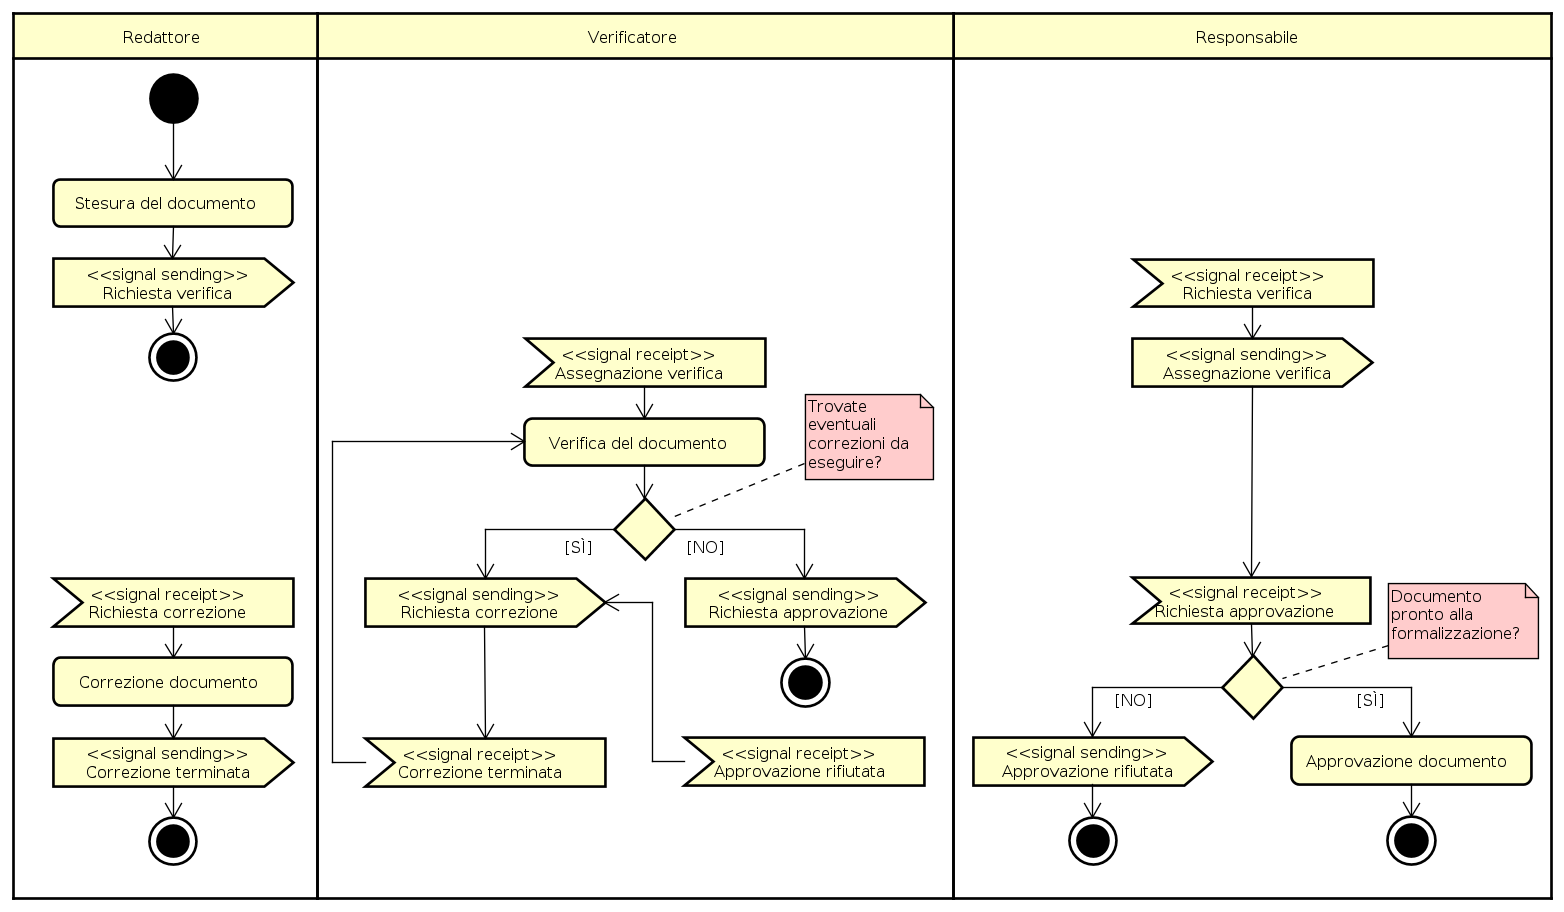 Redattore
Verificatore
Responsabile
Stesura del documento
<<signal sending>>
Richiesta verifica
<<signal receipt>>
Richiesta correzione
Correzione documento
<<signal sending>>
Correzione terminata
<<signal receipt>>
Assegnazione verifica
Verifica del documento
Trovate
eventuali
correzioni da
eseguire?
[SÌ]
[NO]
<<signal sending>>
Richiesta correzione
<<signal sending>>
Richiesta approvazione
<<signal receipt>>
Correzione terminata
<<signal receipt>>
Approvazione rifiutata
<<signal receipt>>
Richiesta verifica
<<signal sending>>
Assegnazione verifica
<<signal receipt>>
Richiesta approvazione
Documento
pronto alla
formalizzazione?
[NO]
[SÌ]
<<signal sending>>
Approvazione rifiutata
Approvazione documento